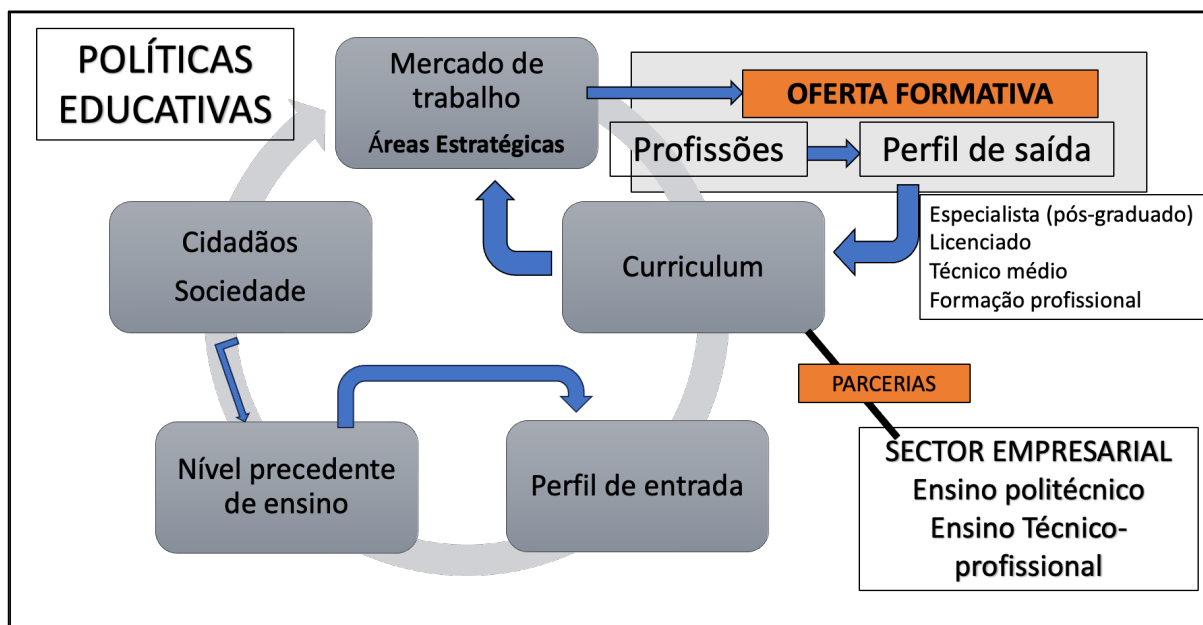 POLÍTICAS
EDUCATIVAS
Mercado de
trabalho
Áreas Estratégicas
OFERTA FORMATIVA
Profissões
Perfil de saída
Especialista (pós-graduado)
Licenciado
Técnico médio
Formação profissional
Cidadãos
Sociedade
Curriculum
PARCERIAS
Nível precedente
de ensino
Perfil de entrada
SECTOR EMPRESARIAL
Ensino politécnico
Ensino Técnico-
profissional